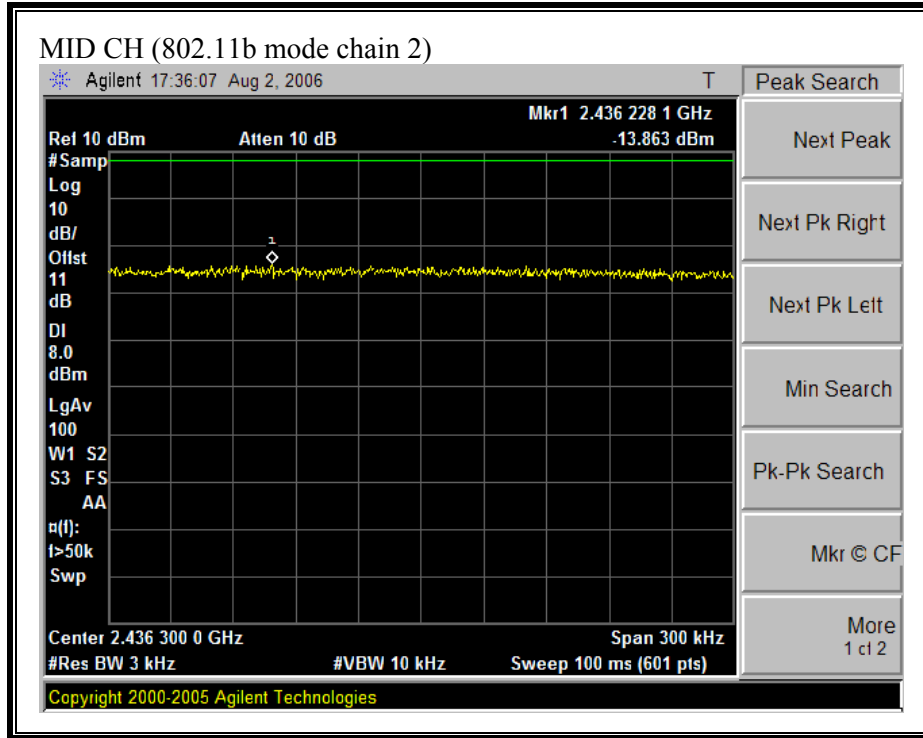 MID CH (802.11b mode chain 2)
Agilent 17:36:07 Aug 2, 2006 T
Peak Search
Mkr1 2.436 228 1 GHz
Ref 10 dBm Atten 10 dB -13.863 dBm
#Samp
Log
10
dB/
Offst
11
dB
DI
8.0
dBm
LgAv
100
W1 S2
S3 FS
AA
¤(f):
f>50k
Swp
1
Center 2.436 300 0 GHz Span 300 kHz
#Res BW 3 kHz #VBW 10 kHz Sweep 100 ms (601 pts)
Copyright 2000-2005 Agilent Technologies
Next Peak
Next Pk Right
Next Pk Left
Min Search
Pk-Pk Search
Mkr © CF
More
1 of 2